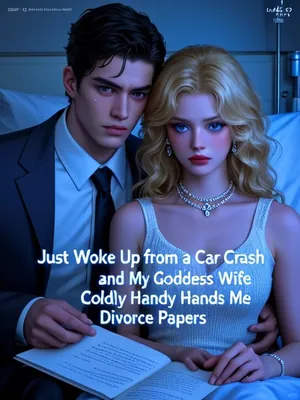 Just Woke Up from a Car Crash
and My Goddess Wife
Coldly Handy Hands Me
Divorce Papers